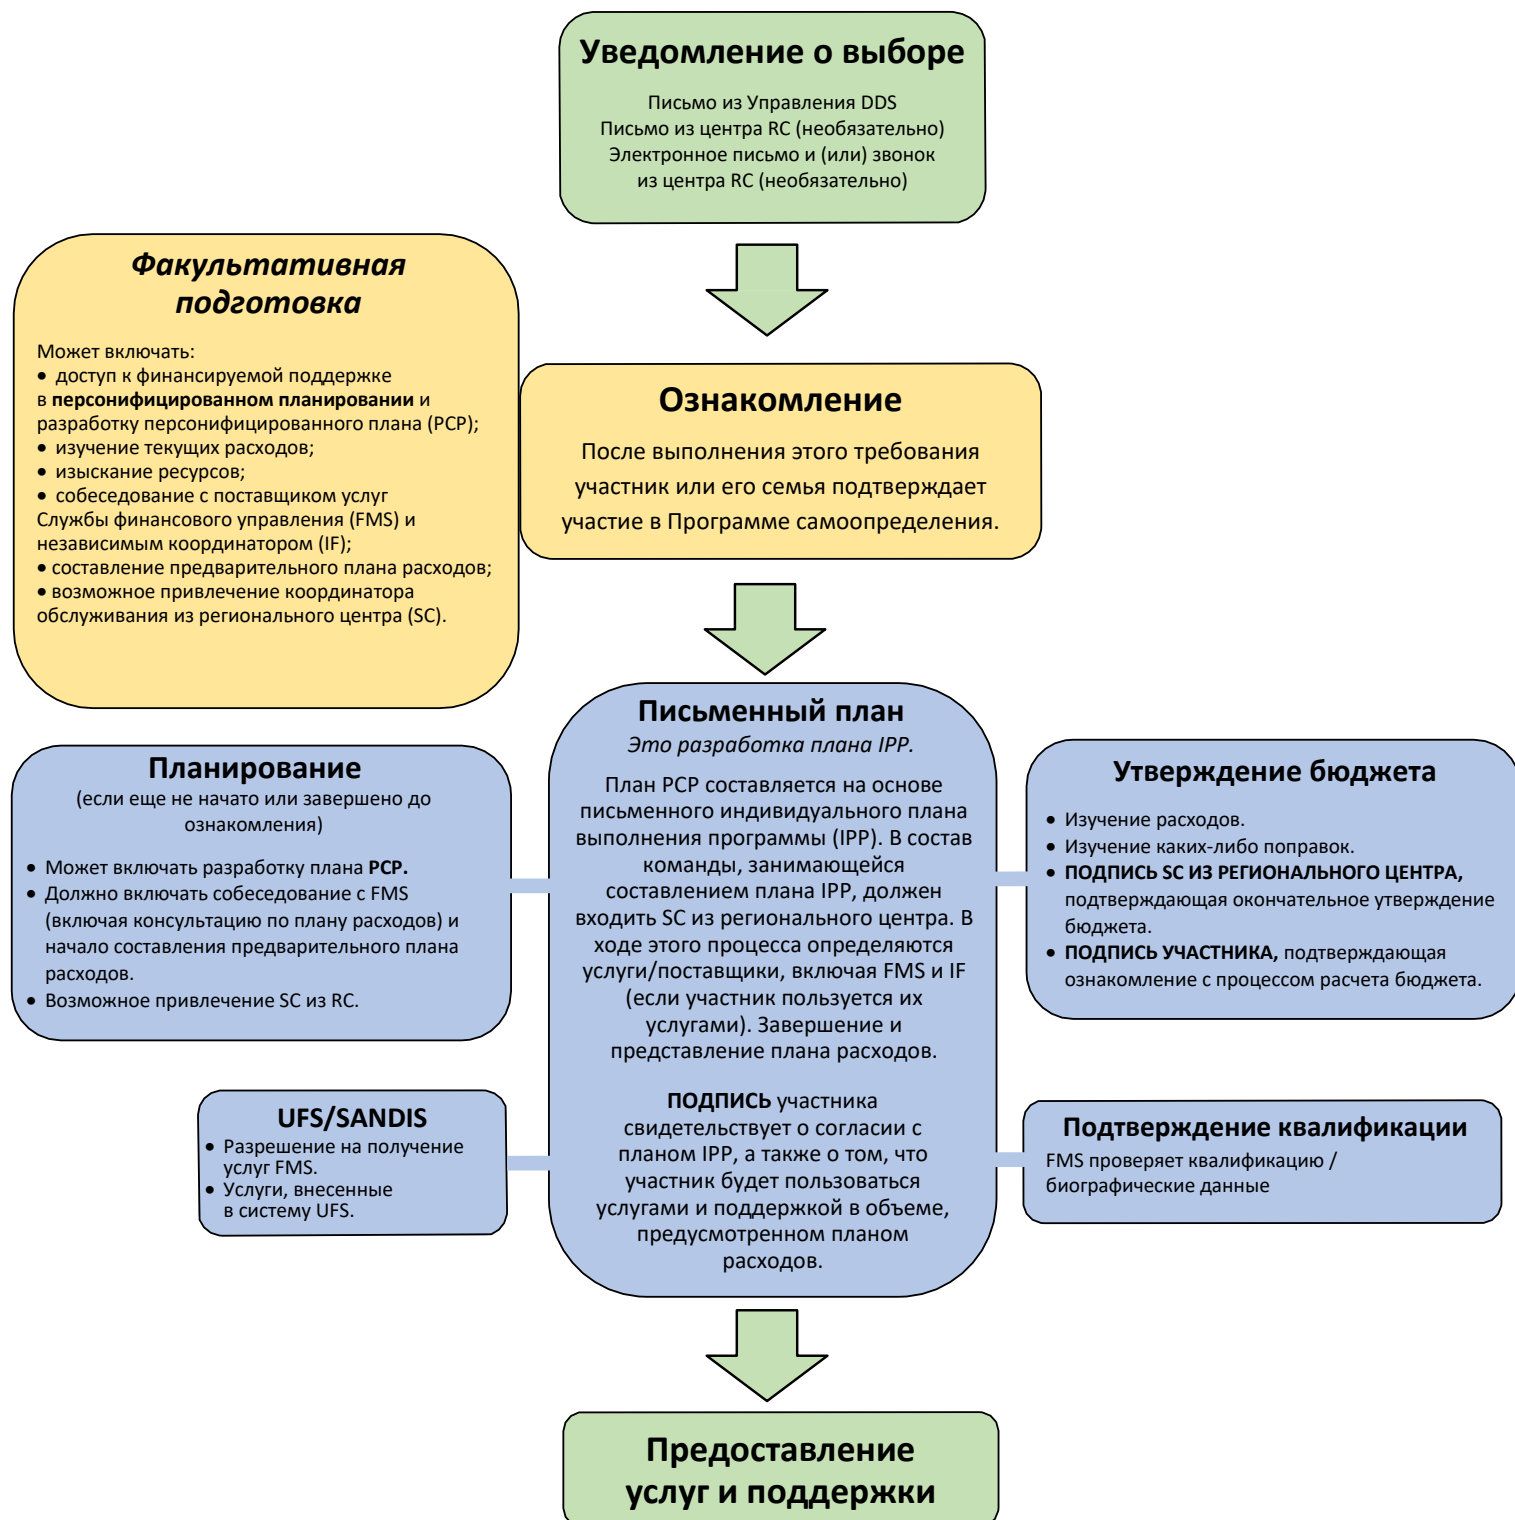 Уведомление о выборе
Письмо из Управления DDS
Письмо из центра RC (необязательно)
Электронное письмо и (или) звонок
из центра RC (необязательно)
Факультативная
подготовка
Может включать:
• доступ к финансируемой поддержке
в персонифицированном планировании и
разработку персонифицированного плана (PCP);
• изучение текущих расходов;
• изыскание ресурсов;
• собеседование с поставщиком услуг
Службы финансового управления (FMS) и
независимым координатором (IF);
• составление предварительного плана расходов;
• возможное привлечение координатора
обслуживания из регионального центра (SC).
Ознакомление
После выполнения этого требования
участник или его семья подтверждает
участие в Программе самоопределения.
Планирование
(если еще не начато или завершено до
ознакомления)
• Может включать разработку плана PCP.
• Должно включать собеседование с FMS
(включая консультацию по плану расходов) и
начало составления предварительного плана
расходов.
• Возможное привлечение SC из RC.
Письменный план
Это разработка плана IPP.
План PCP составляется на основе
письменного индивидуального плана
выполнения программы (IPP). В состав
команды, занимающейся
составлением плана IPP, должен
входить SC из регионального центра. В
ходе этого процесса определяются
услуги/поставщики, включая FMS и IF
(если участник пользуется их
услугами). Завершение и
представление плана расходов.
ПОДПИСЬ участника
свидетельствует о согласии с
планом IPP, а также о том, что
участник будет пользоваться
услугами и поддержкой в объеме,
предусмотренном планом
расходов.
Утверждение бюджета
• Изучение расходов.
• Изучение каких-либо поправок.
• ПОДПИСЬ SC ИЗ РЕГИОНАЛЬНОГО ЦЕНТРА,
подтверждающая окончательное утверждение
бюджета.
• ПОДПИСЬ УЧАСТНИКА, подтверждающая
ознакомление с процессом расчета бюджета.
UFS/SANDIS
• Разрешение на получение
услуг FMS.
• Услуги, внесенные
в систему UFS.
Подтверждение квалификации
FMS проверяет квалификацию /
биографические данные
Предоставление
услуг и поддержки